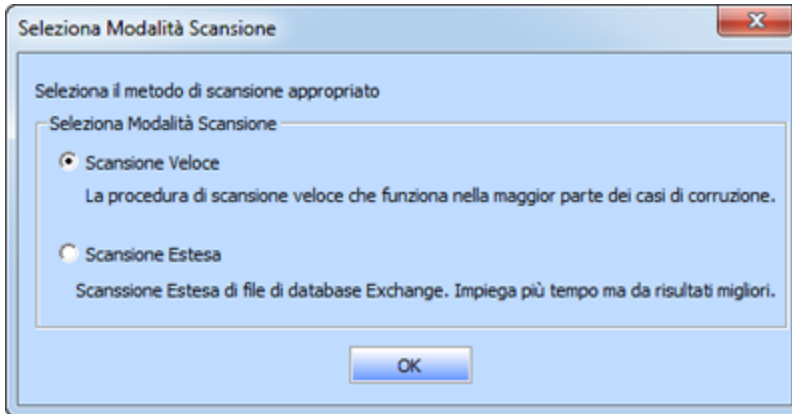 Seleziona Modalità Scansione
Seleziona il metodo di scansione appropriato
Seleziona Modalità Scansione
Scansione Veloce
La procedura di scansione veloce che funziona nella maggior parte dei casi di corruzione.
Scansione Estesa
Scanssione Estesa di file di database Exchange. Impiega più tempo ma da risultati migliori.
OK